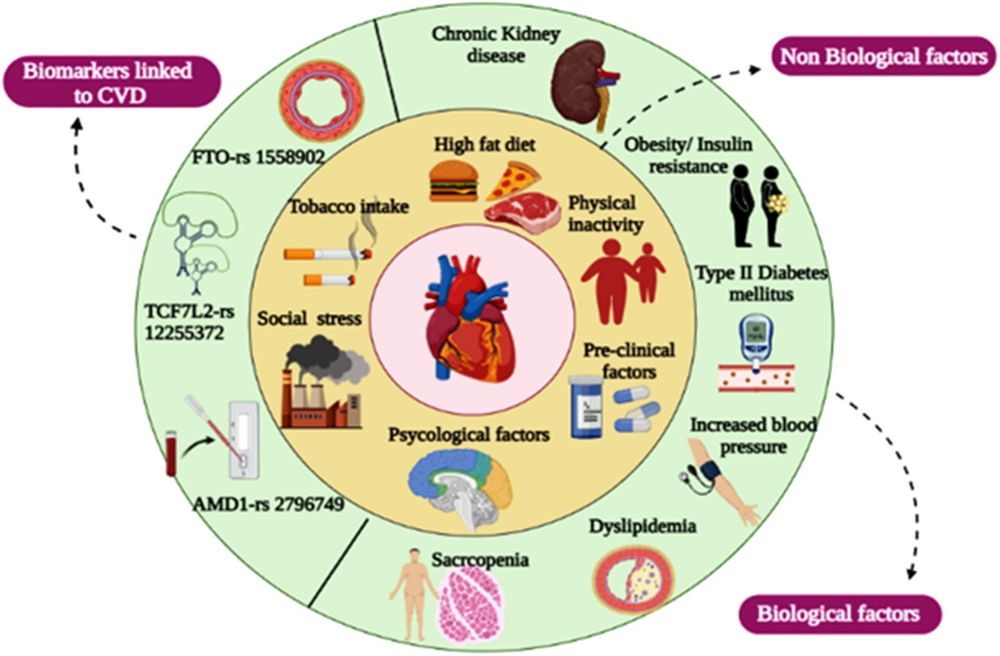 Chronic Kidney
disease
Non Biological factors
Biomarkers linked
to CVD
FTO-rs 1558902
High fat diet
Obesity/ Insulin
resistance
Tobacco intake
Physical
inactivity
Type II Diabetes
mellitus
TCF7L2-rs
12255372
Social stress
Pre-clinical
factors
Increased blood
pressure
Psycological factors
AMD1-rs 2796749
Dyslipidemia
Sacrcopenia
Biological factors